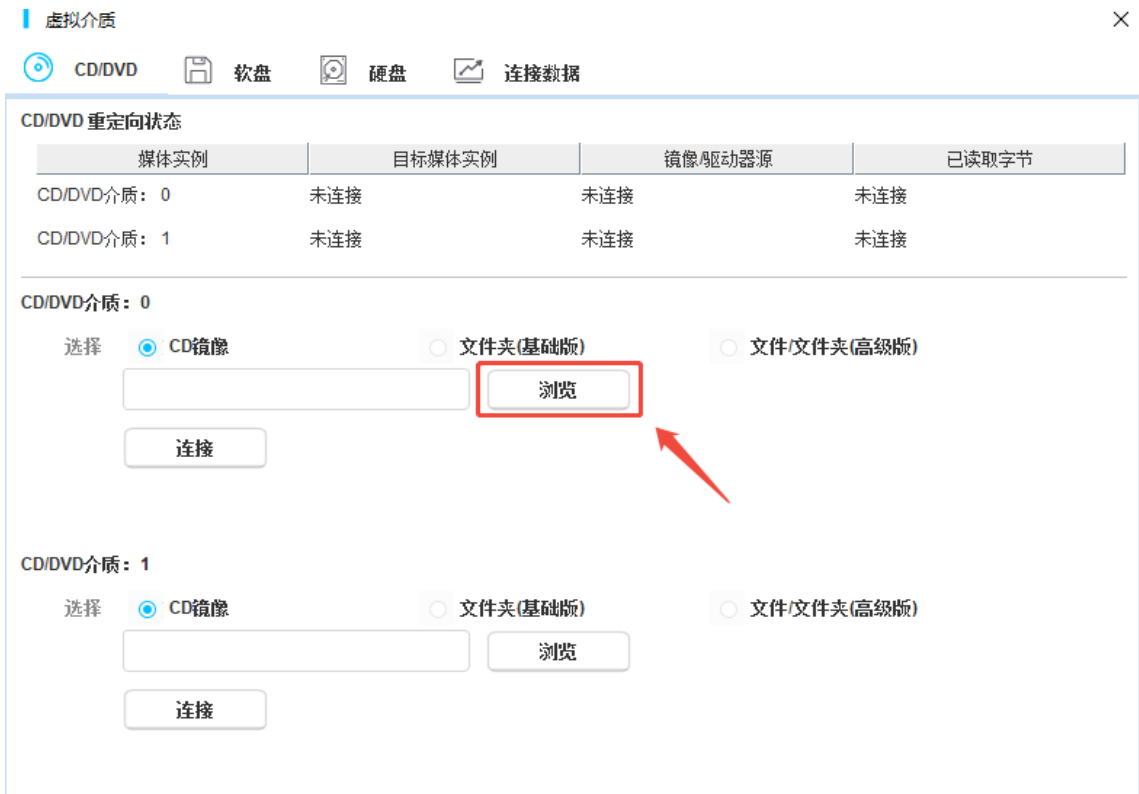 虚拟介质
CD/DVD 软盘 硬盘 连接数据
CD/DVD 重定向状态
媒体实例 目标媒体实例 镜像/驱动器源 已读取字节
CD/DVD介质： 0 未连接 未连接 未连接
CD/DVD介质： 1 未连接 未连接 未连接
CD/DVD介质：0
选择 CD镜像 文件夹(基础版) 文件/文件夹(高级版)
浏览
连接
CD/DVD介质：1
选择 CD镜像 文件夹(基础版) 文件/文件夹(高级版)
浏览
连接